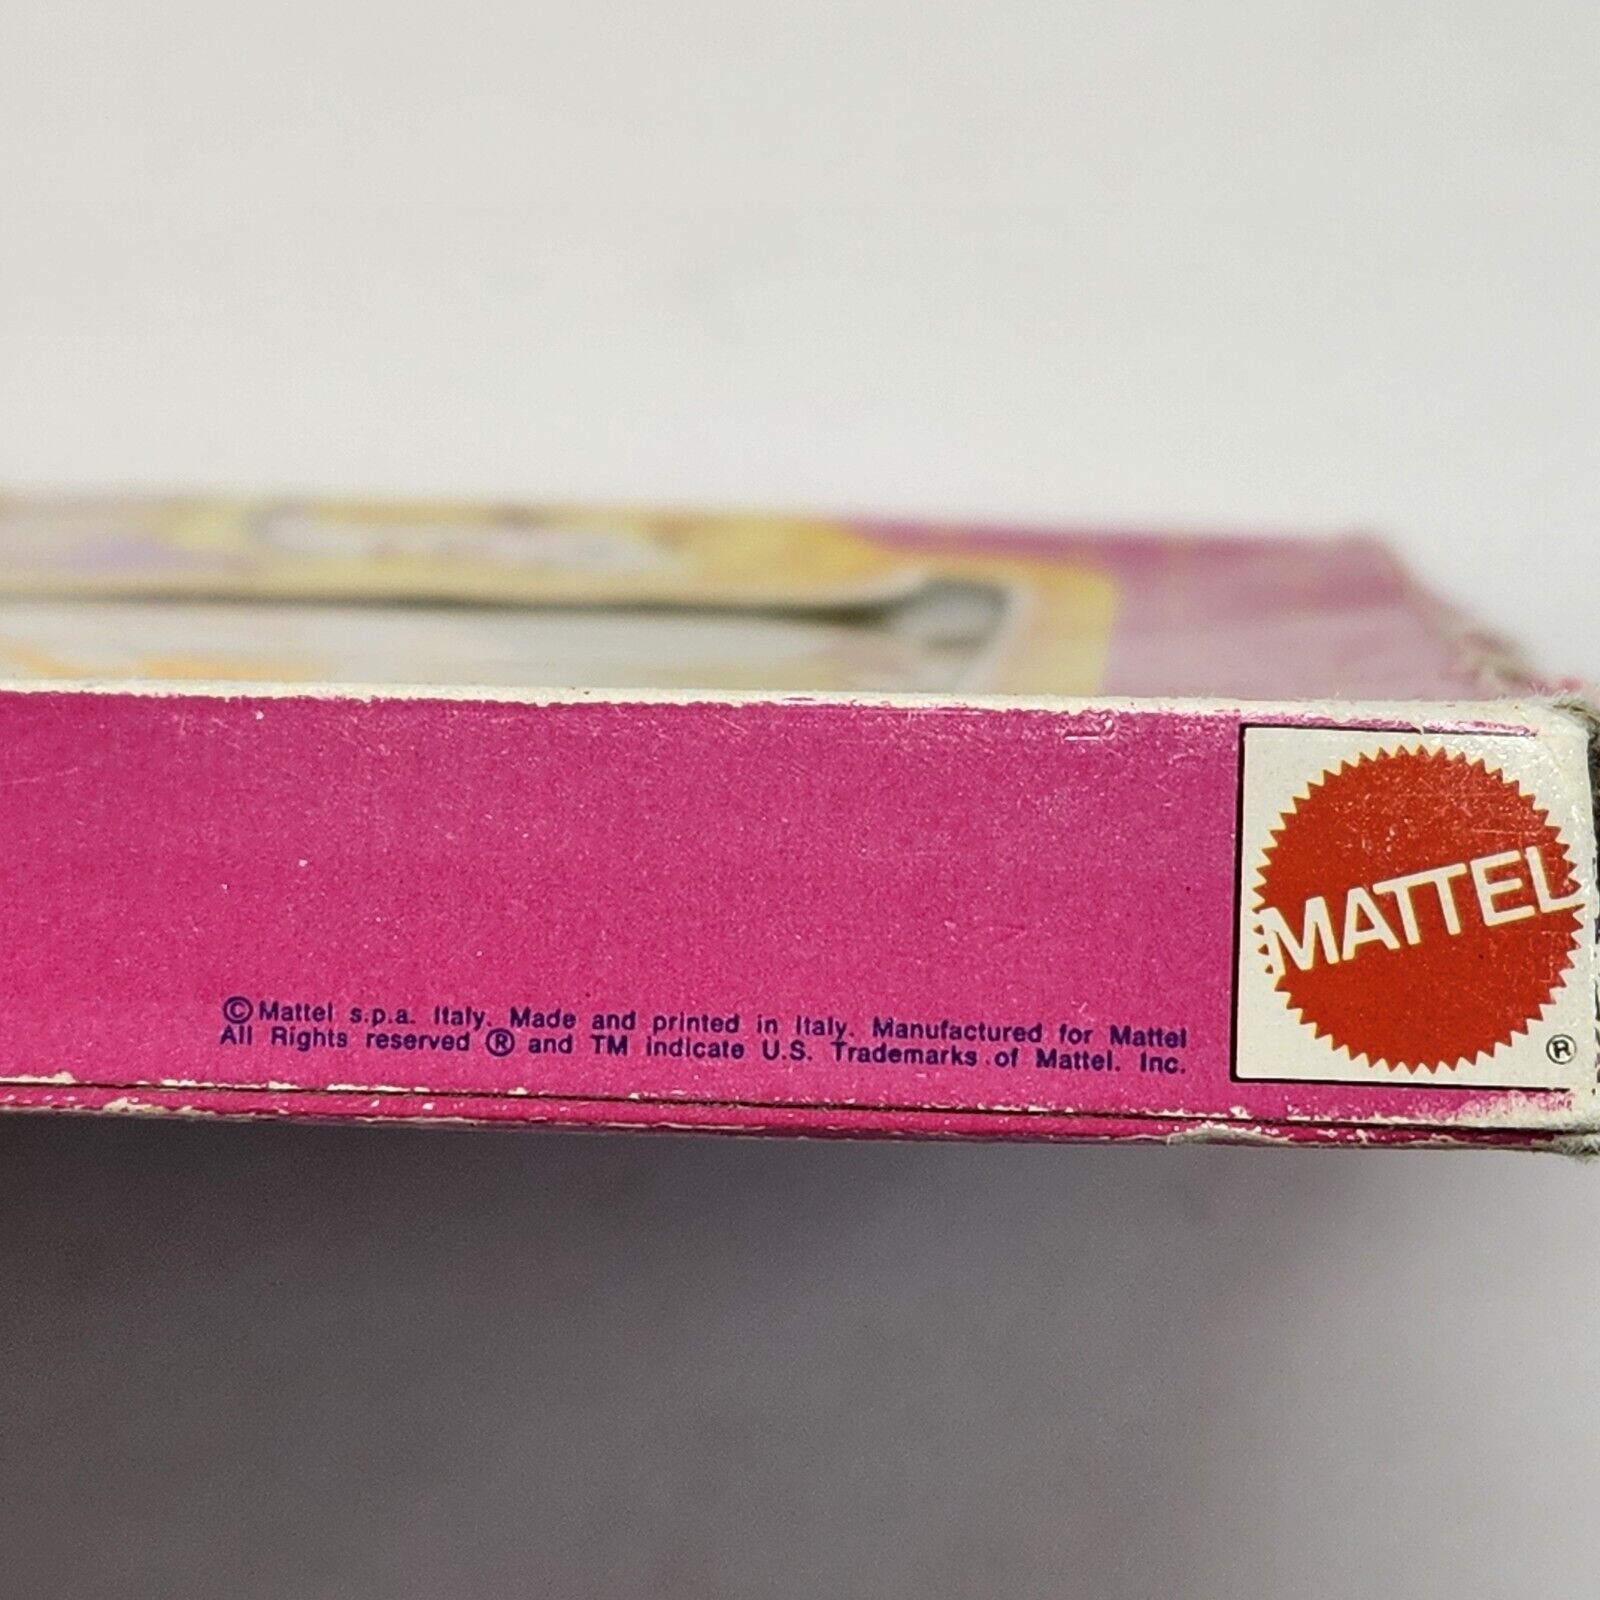 © Mattel s.p.a. Italy. Made and printed in Italy. Manufactured for Mattel
All Rights reserved ® and TM indicate U.S. Trademarks of Mattel. Inc.
MATTEL
®